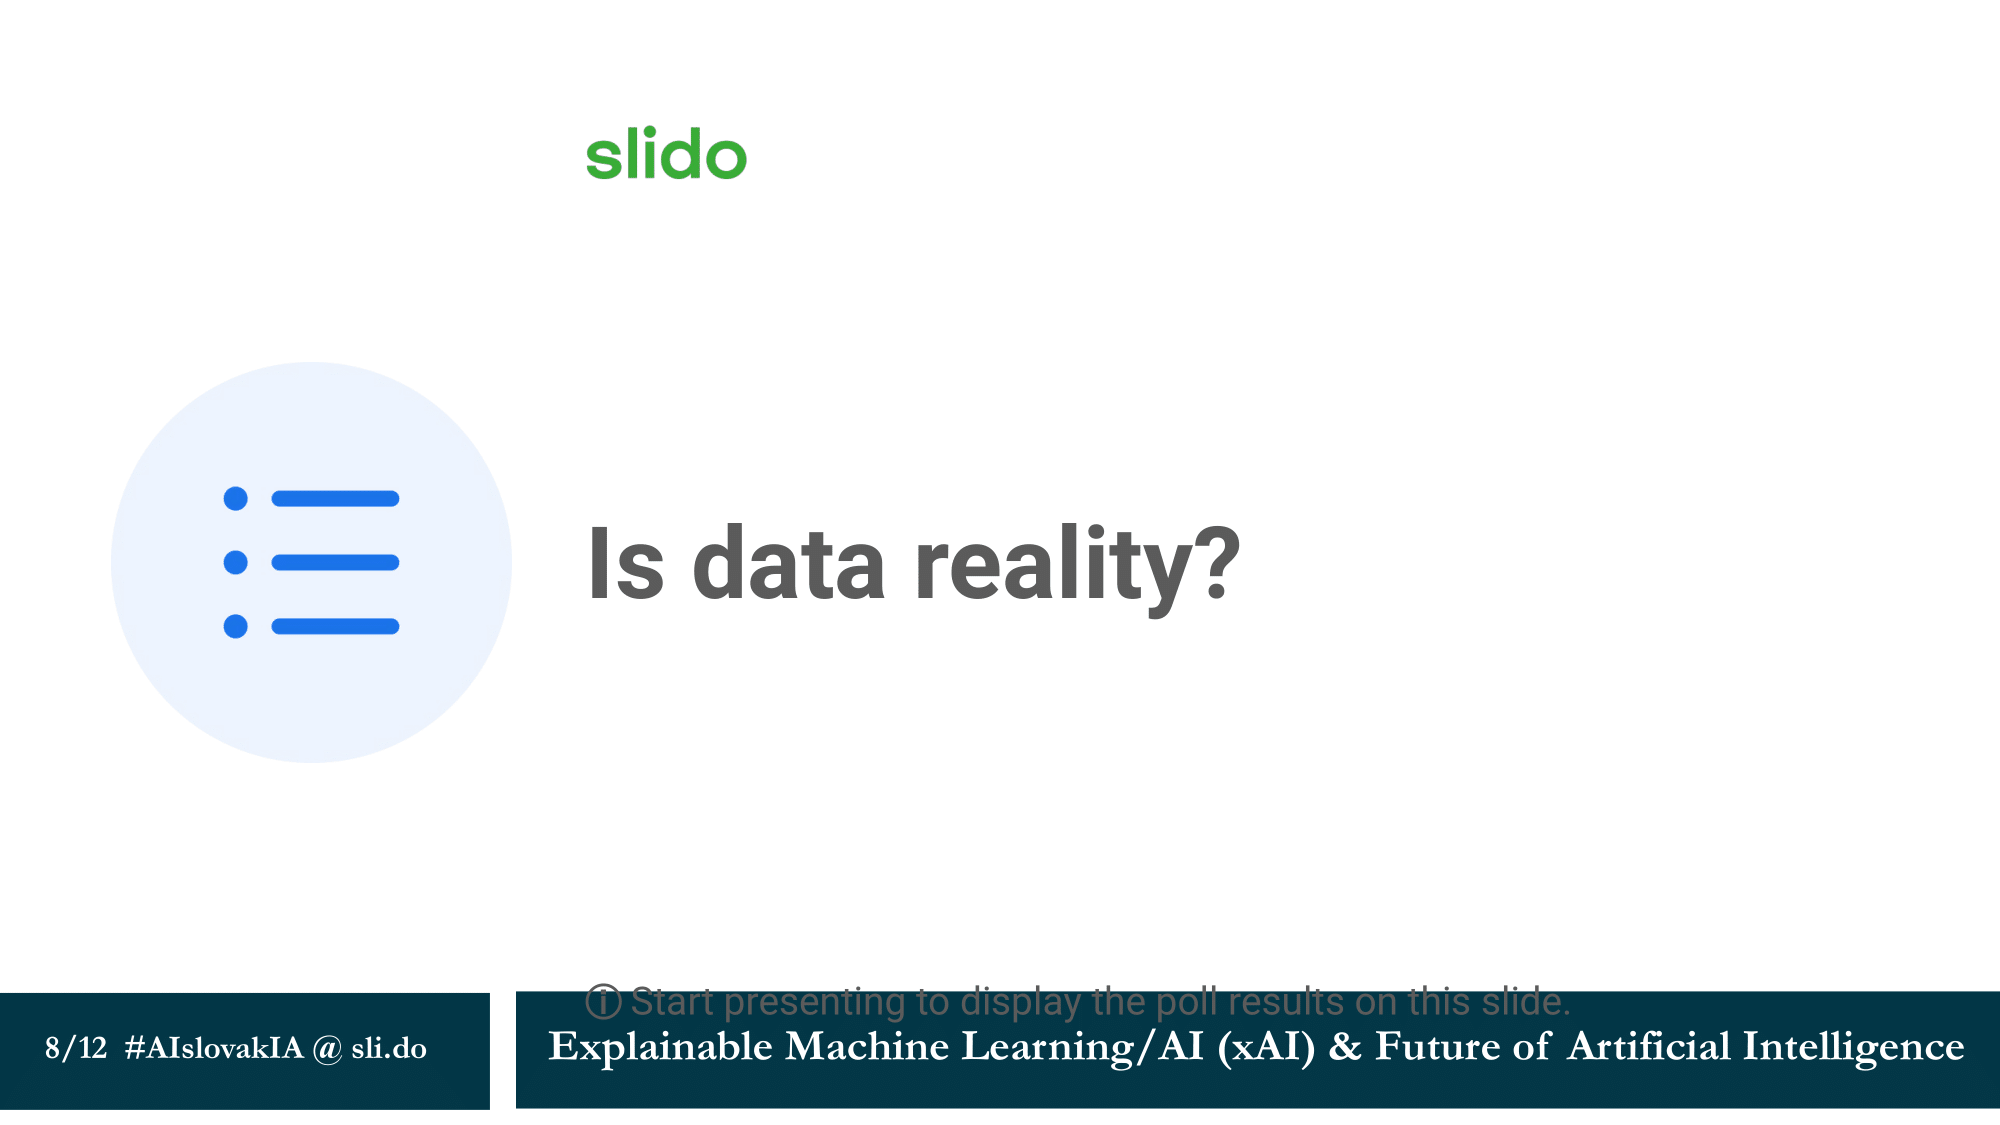 slido
Is data reality?
ⓘ Start presenting to display the poll results on this slide.
8/12 #AIslovakIA @ sli.do
Explainable Machine Learning/AI (xAI) & Future of Artificial Intelligence